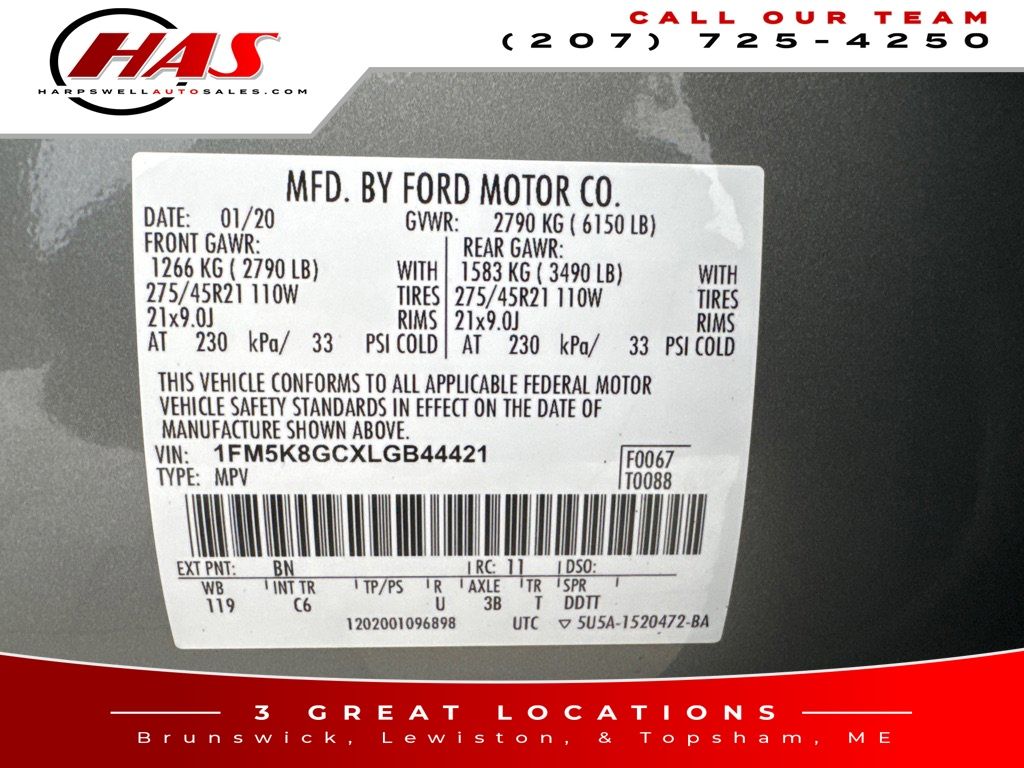 HAS
HARPSWELLAUTOSALES.COM
CALL OUR TEAM
(207) 725-4250
MFD. BY FORD MOTOR CO.
DATE: 01/20 GVWR: 2790 KG ( 6150 LB)
FRONT GAWR: REAR GAWR:
1266 KG ( 2790 LB) WITH 1583 KG ( 3490 LB) WITH
275/45R21 110W TIRES 275/45R21 110W TIRES
21x9.0J RIMS 21x9.0J RIMS
AT 230 kPa/ 33 PSI COLD AT 230 kPa/ 33 PSI COLD
THIS VEHICLE CONFORMS TO ALL APPLICABLE FEDERAL MOTOR
VEHICLE SAFETY STANDARDS IN EFFECT ON THE DATE OF
MANUFACTURE SHOWN ABOVE.
VIN: 1FM5K8GCXLGB44421 F0067
TYPE: MPV T0088
EXT PNT: BN RC: 11 DSO:
WB INT TR TP/PS R AXLE TR SPR
119 C6 U 3B T DDTT
1202001096898 UTC ▽ 5U5A-1520472-BA
3 GREAT LOCATIONS
Brunswick, Lewiston, & Topsham, ME